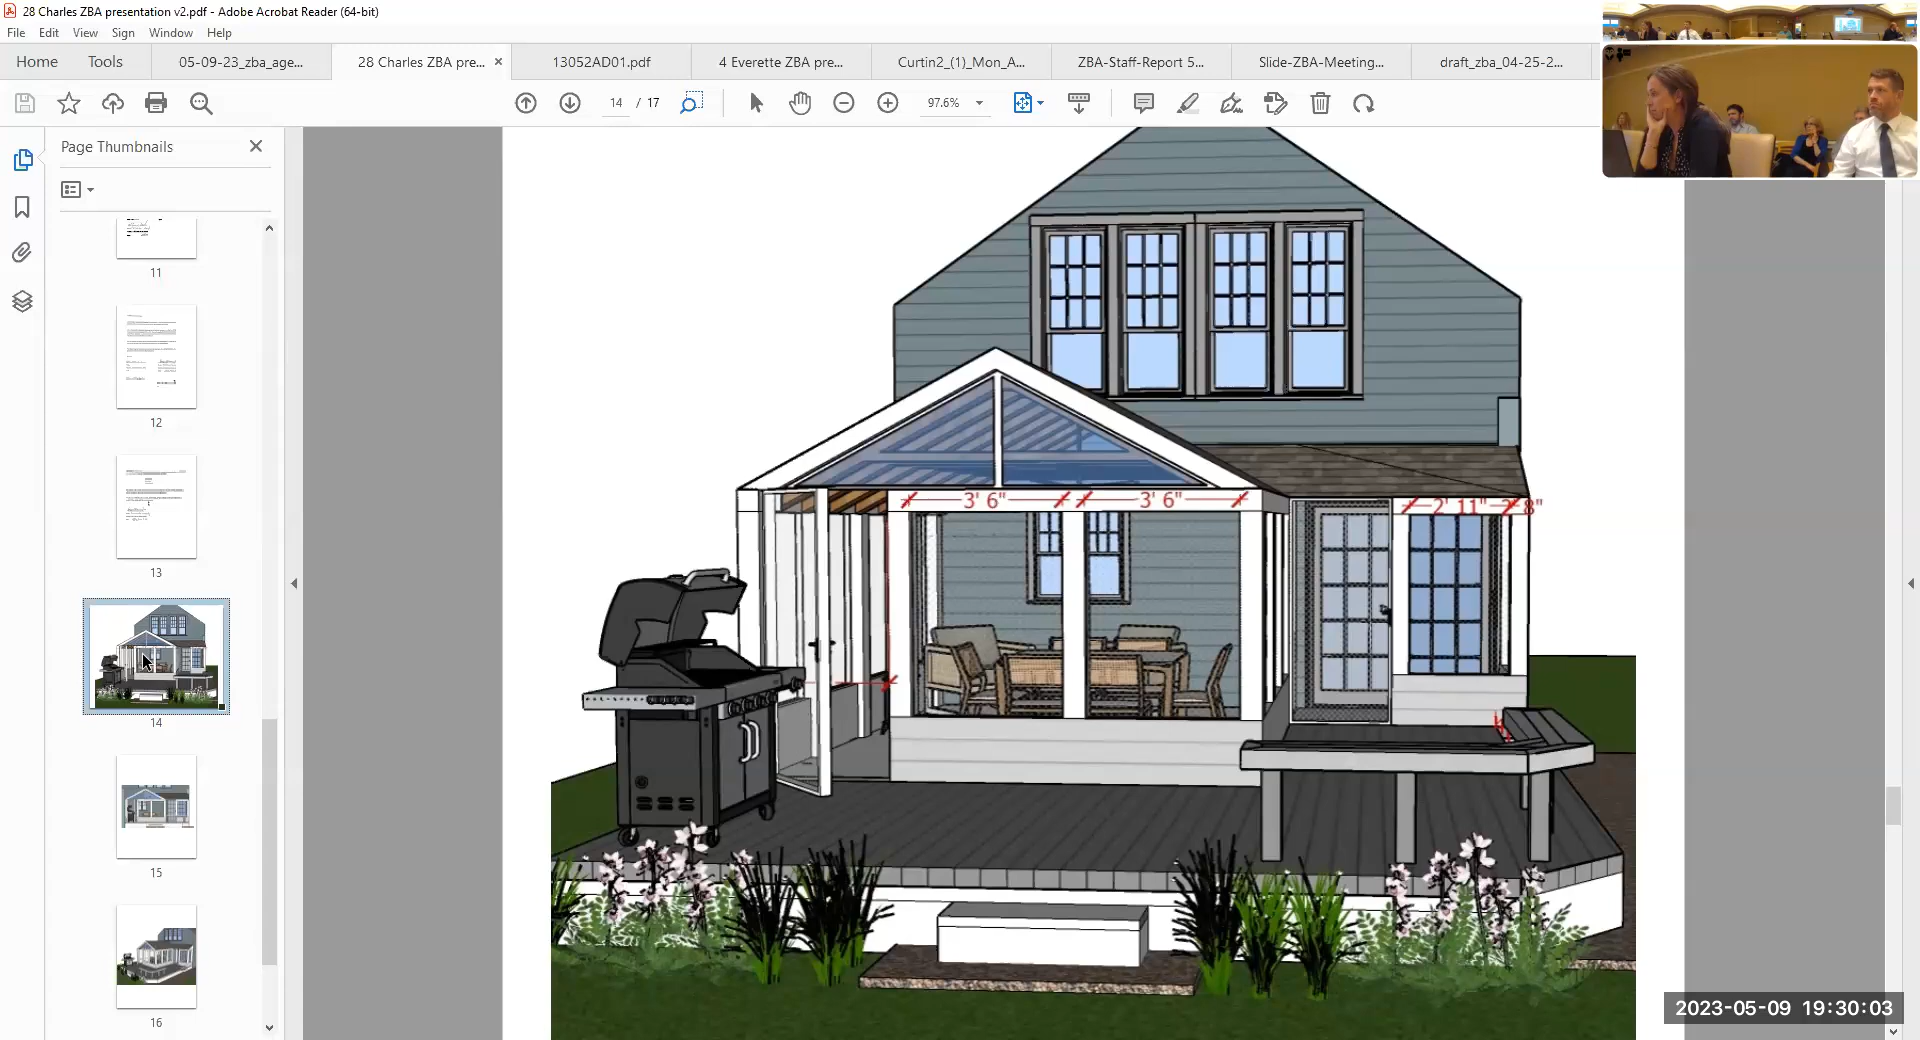 28 Charles ZBA presentation v2.pdf - Adobe Acrobat Reader (64-bit)
File Edit View Sign Window Help
Home Tools 05-09-23_zba_age... 28 Charles ZBA pre... 13052AD01.pdf 4 Everette ZBA pre... Curtin2_(1)_Mon_A... ZBA-Staff-Report 5... Slide-ZBA-Meeting... draft_zba_04-25-2...
14 / 17 97.6%
Page Thumbnails
11
12
13
14
15
16
3' 6" 3' 6" 2' 11" 8"
2023-05-09 19:30:03